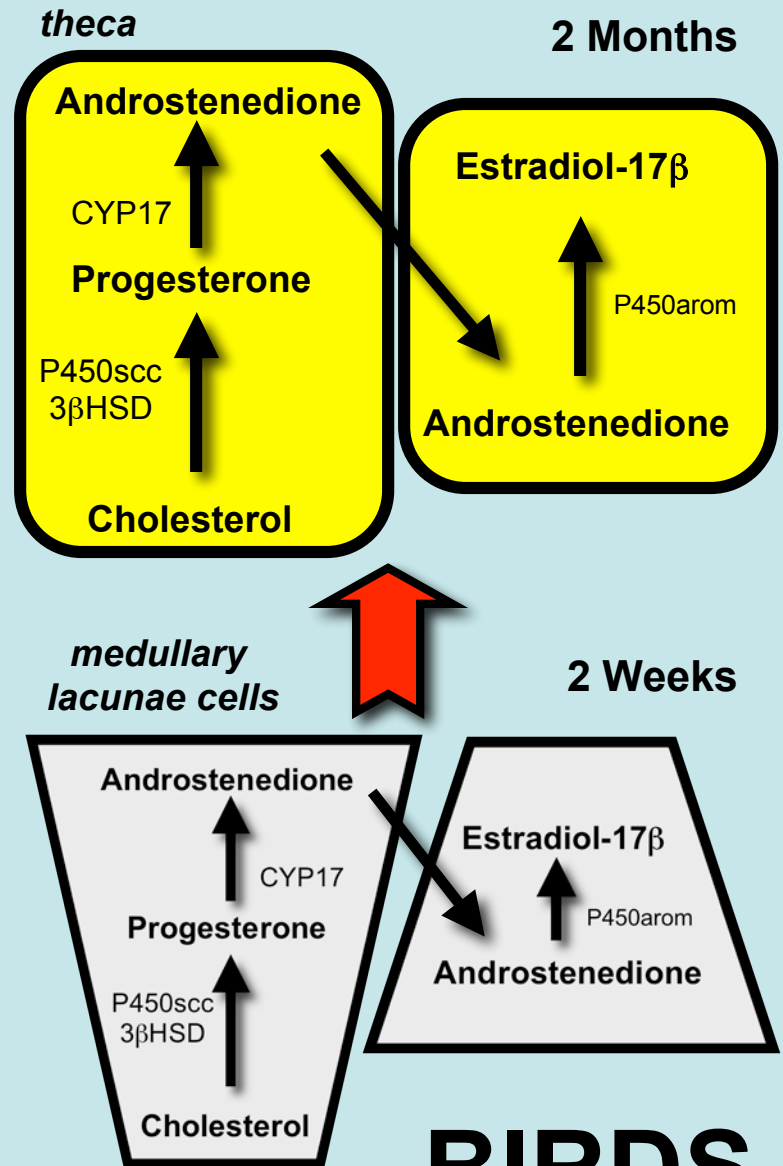 theca
2 Months
Androstenedione
CYP17
Progesterone
P450scc
3βHSD
Cholesterol
Estradiol-17β
P450arom
Androstenedione
medullary
lacunae cells
2 Weeks
Androstenedione
CYP17
Progesterone
P450scc
3βHSD
Cholesterol
Estradiol-17β
P450arom
Androstenedione
BIRDS